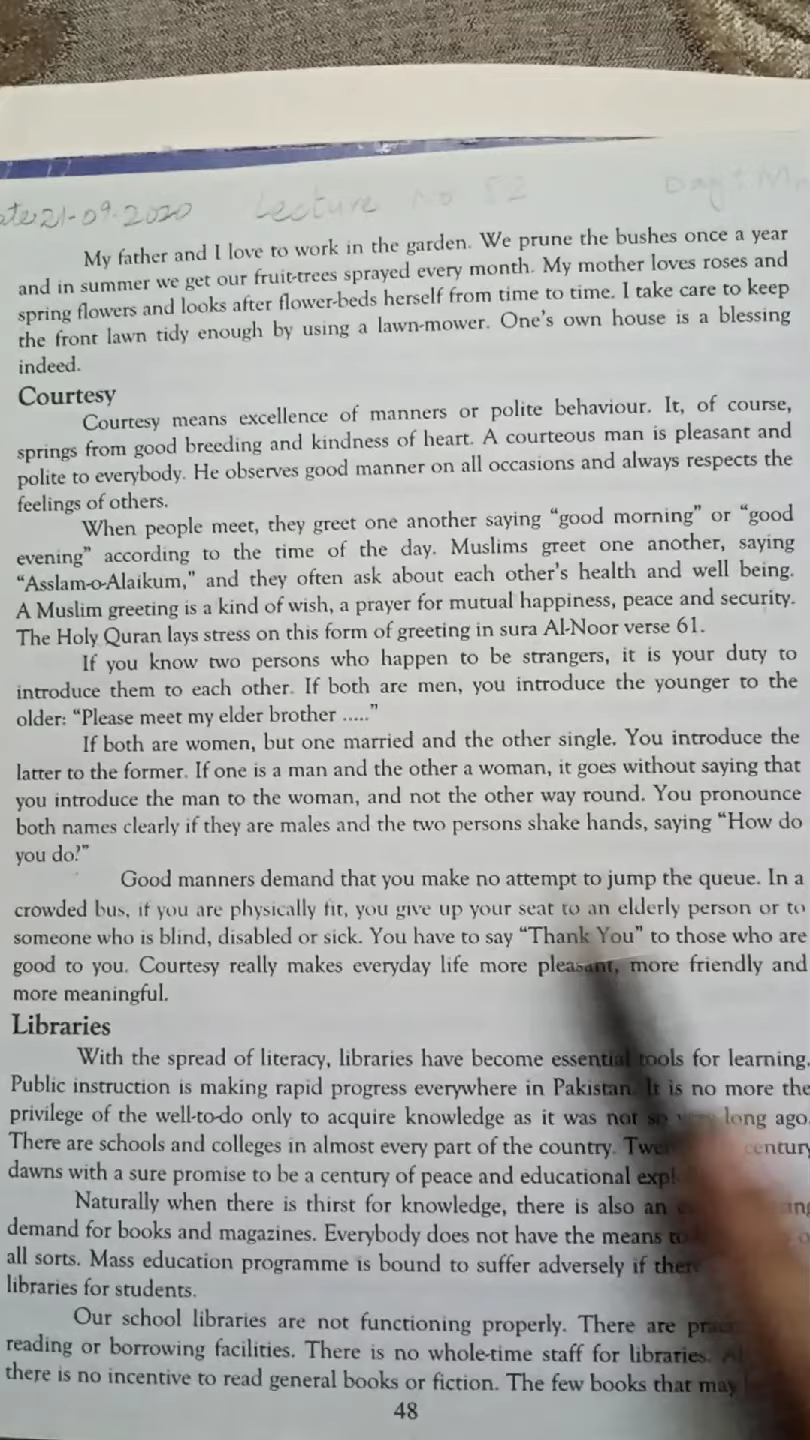 ate 21-09-2020 Lecture no 52 Day: M
My father and I love to work in the garden. We prune the bushes once a year
and in summer we get our fruit-trees sprayed every month. My mother loves roses and
spring flowers and looks after flower-beds herself from time to time. I take care to keep
the front lawn tidy enough by using a lawn-mower. One's own house is a blessing
indeed.
Courtesy
Courtesy means excellence of manners or polite behaviour. It, of course,
springs from good breeding and kindness of heart. A courteous man is pleasant and
polite to everybody. He observes good manner on all occasions and always respects the
feelings of others.
When people meet, they greet one another saying “good morning” or “good
evening” according to the time of the day. Muslims greet one another, saying
“Asslam-o-Alaikum,” and they often ask about each other's health and well being.
A Muslim greeting is a kind of wish, a prayer for mutual happiness, peace and security.
The Holy Quran lays stress on this form of greeting in sura Al-Noor verse 61.
If you know two persons who happen to be strangers, it is your duty to
introduce them to each other. If both are men, you introduce the younger to the
older: “Please meet my elder brother .....”
If both are women, but one married and the other single. You introduce the
latter to the former. If one is a man and the other a woman, it goes without saying that
you introduce the man to the woman, and not the other way round. You pronounce
both names clearly if they are males and the two persons shake hands, saying “How do
you do?”
Good manners demand that you make no attempt to jump the queue. In a
crowded bus, if you are physically fit, you give up your seat to an elderly person or to
someone who is blind, disabled or sick. You have to say “Thank You” to those who are
good to you. Courtesy really makes everyday life more pleasant, more friendly and
more meaningful.
Libraries
With the spread of literacy, libraries have become essential tools for learning.
Public instruction is making rapid progress everywhere in Pakistan. It is no more the
privilege of the well-to-do only to acquire knowledge as it was not so very long ago.
There are schools and colleges in almost every part of the country. century
dawns with a sure promise to be a century of peace and educational
Naturally when there is thirst for knowledge, there is also an
demand for books and magazines. Everybody does not have the means to
all sorts. Mass education programme is bound to suffer adversely if there
libraries for students.
Our school libraries are not functioning properly. There are
reading or borrowing facilities. There is no whole-time staff for libraries.
there is no incentive to read general books or fiction. The few books that may
48